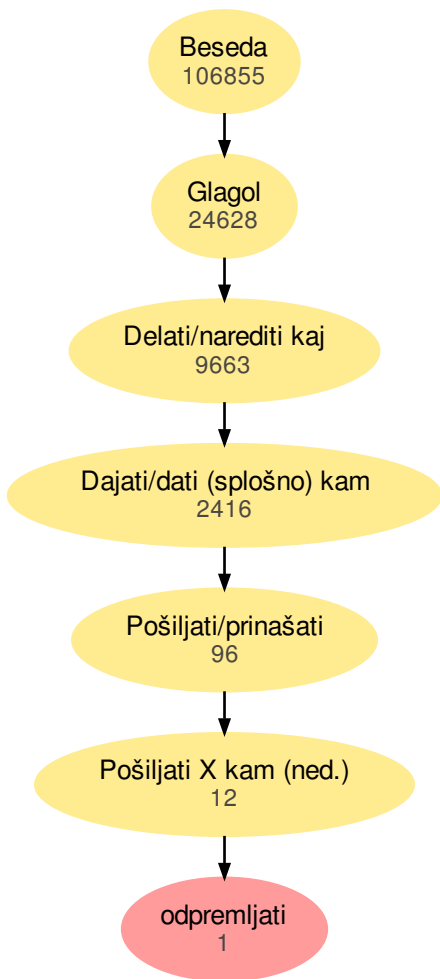 Beseda
106855
Glagol
24628
Delati/narediti kaj
9663
Dajati/dati (splošno) kam
2416
Pošiljati/prinašati
96
Pošiljati X kam (ned.)
12
odpremljati
1